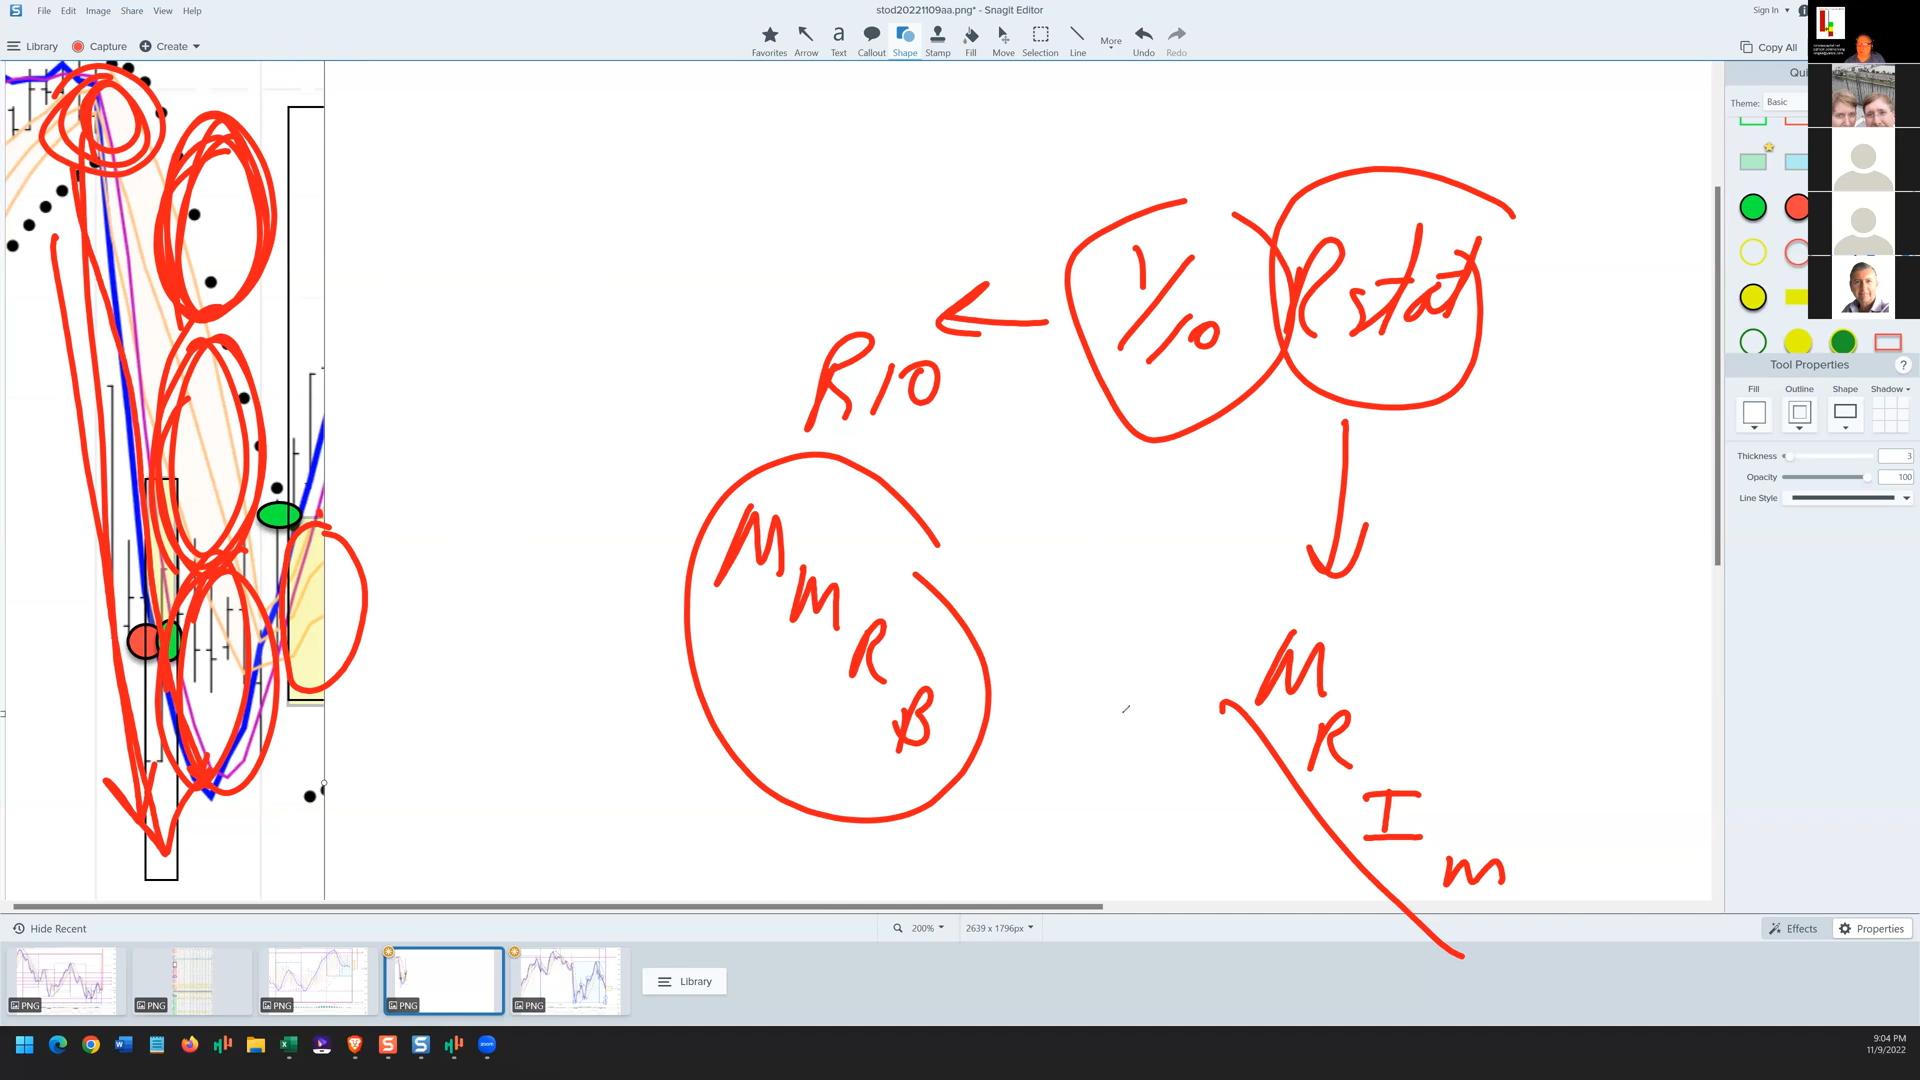 stod20221109aa.png* - Snagit Editor
File Edit Image Share View Help
Sign In
Library Capture Create
Favorites Arrow Text Callout Shape Stamp Fill Move Selection Line More Undo Redo
Copy All
Qui
Theme: Basic
1/10 Rstat
R10
M
M
R
B
M
R
I
m
Tool Properties ?
Fill Outline Shape Shadow
Thickness 3
Opacity 100
Line Style
Hide Recent
200% 2639 x 1796px
Effects Properties
PNG PNG PNG PNG PNG
Library
zoom
9:04 PM
11/9/2022